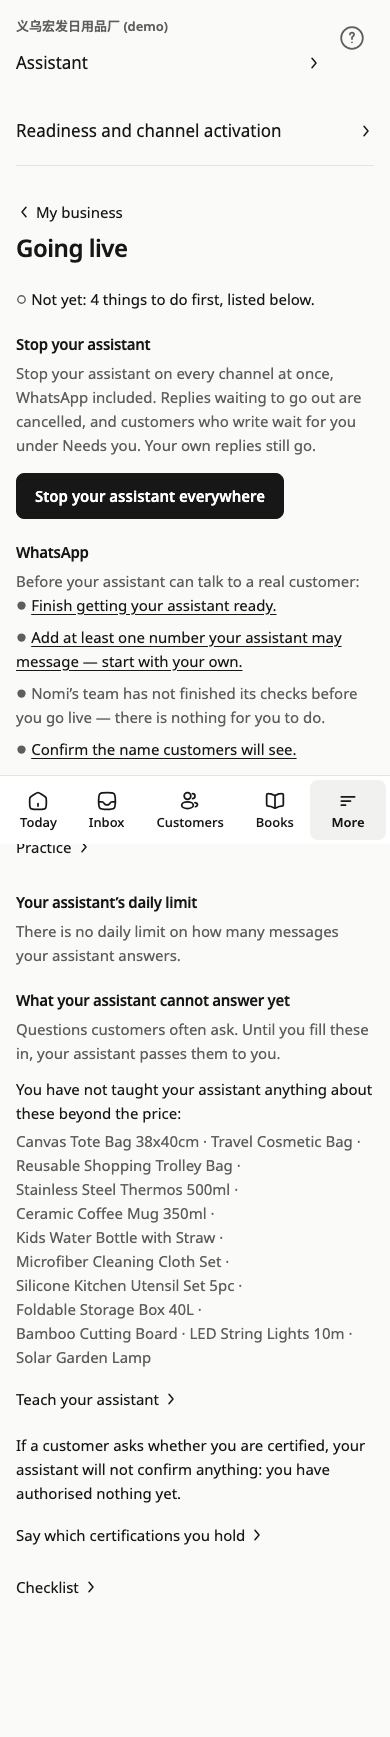 义乌宏发日用品厂 (demo)
Assistant
Readiness and channel activation
My business
Going live
Not yet: 4 things to do first, listed below.
Stop your assistant
Stop your assistant on every channel at once,
WhatsApp included. Replies waiting to go out are
cancelled, and customers who write wait for you
under Needs you. Your own replies still go.
Stop your assistant everywhere
WhatsApp
Before your assistant can talk to a real customer:
Finish getting your assistant ready.
Add at least one number your assistant may
message — start with your own.
Nomi’s team has not finished its checks before
you go live — there is nothing for you to do.
Confirm the name customers will see.
Today
Inbox
Customers
Books
More
Practice
Your assistant’s daily limit
There is no daily limit on how many messages
your assistant answers.
What your assistant cannot answer yet
Questions customers often ask. Until you fill these
in, your assistant passes them to you.
You have not taught your assistant anything about
these beyond the price:
Canvas Tote Bag 38x40cm · Travel Cosmetic Bag ·
Reusable Shopping Trolley Bag ·
Stainless Steel Thermos 500ml ·
Ceramic Coffee Mug 350ml ·
Kids Water Bottle with Straw ·
Microfiber Cleaning Cloth Set ·
Silicone Kitchen Utensil Set 5pc ·
Foldable Storage Box 40L ·
Bamboo Cutting Board · LED String Lights 10m ·
Solar Garden Lamp
Teach your assistant
If a customer asks whether you are certified, your
assistant will not confirm anything: you have
authorised nothing yet.
Say which certifications you hold
Checklist